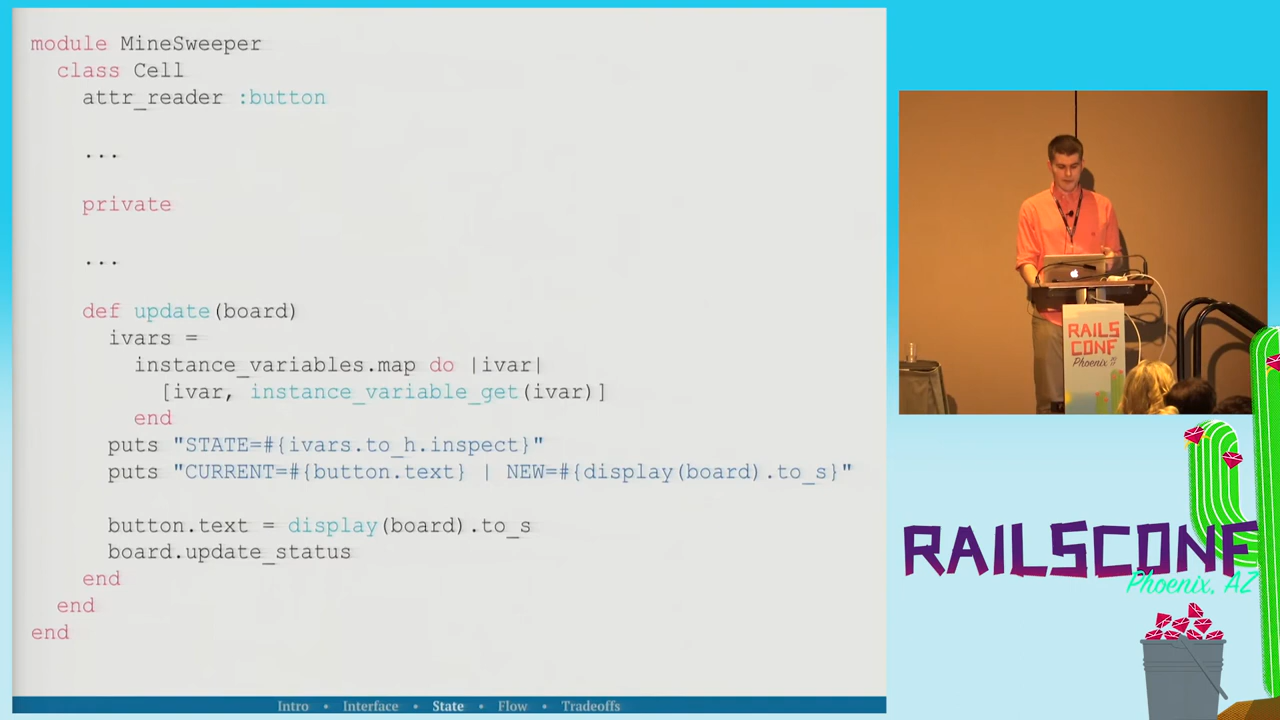 module MineSweeper
  class Cell
    attr_reader :button

    ...

    private

    ...

    def update(board)
      ivars =
        instance_variables.map do |ivar|
          [ivar, instance_variable_get(ivar)]
        end
      puts "STATE=#{ivars.to_h.inspect}"
      puts "CURRENT=#{button.text} | NEW=#{display(board).to_s}"

      button.text = display(board).to_s
      board.update_status
    end
  end
end
Intro • Interface • State • Flow • Tradeoffs
RAILS
CONF
Phoenix AZ
RAILSCONF
Phoenix, AZ